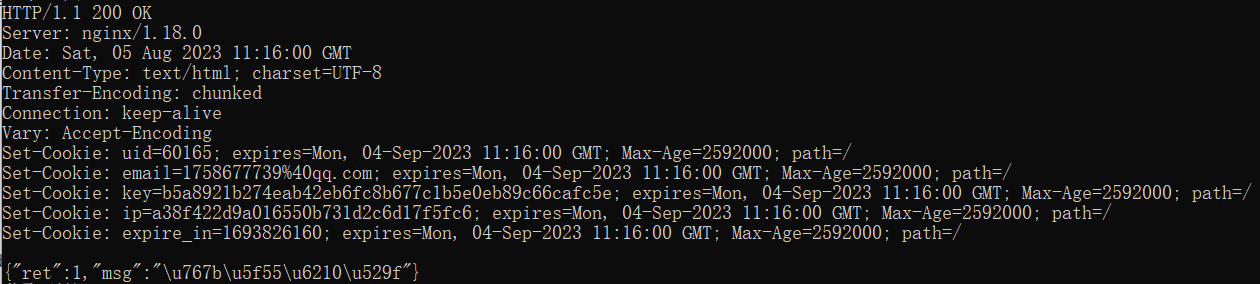 HTTP/1.1 200 OK
Server: nginx/1.18.0
Date: Sat, 05 Aug 2023 11:16:00 GMT
Content-Type: text/html; charset=UTF-8
Transfer-Encoding: chunked
Connection: keep-alive
Vary: Accept-Encoding
Set-Cookie: uid=60165; expires=Mon, 04-Sep-2023 11:16:00 GMT; Max-Age=2592000; path=/
Set-Cookie: email=1758677739%40qq.com; expires=Mon, 04-Sep-2023 11:16:00 GMT; Max-Age=2592000; path=/
Set-Cookie: key=b5a8921b274eab42eb6fc8b677c1b5e0eb89c66cafc5e; expires=Mon, 04-Sep-2023 11:16:00 GMT; Max-Age=2592000; path=/
Set-Cookie: ip=a38f422d9a016550b731d2c6d17f5fc6; expires=Mon, 04-Sep-2023 11:16:00 GMT; Max-Age=2592000; path=/
Set-Cookie: expire_in=1693826160; expires=Mon, 04-Sep-2023 11:16:00 GMT; Max-Age=2592000; path=/
{"ret":1,"msg":"\u767b\u5f55\u6210\u529f"}